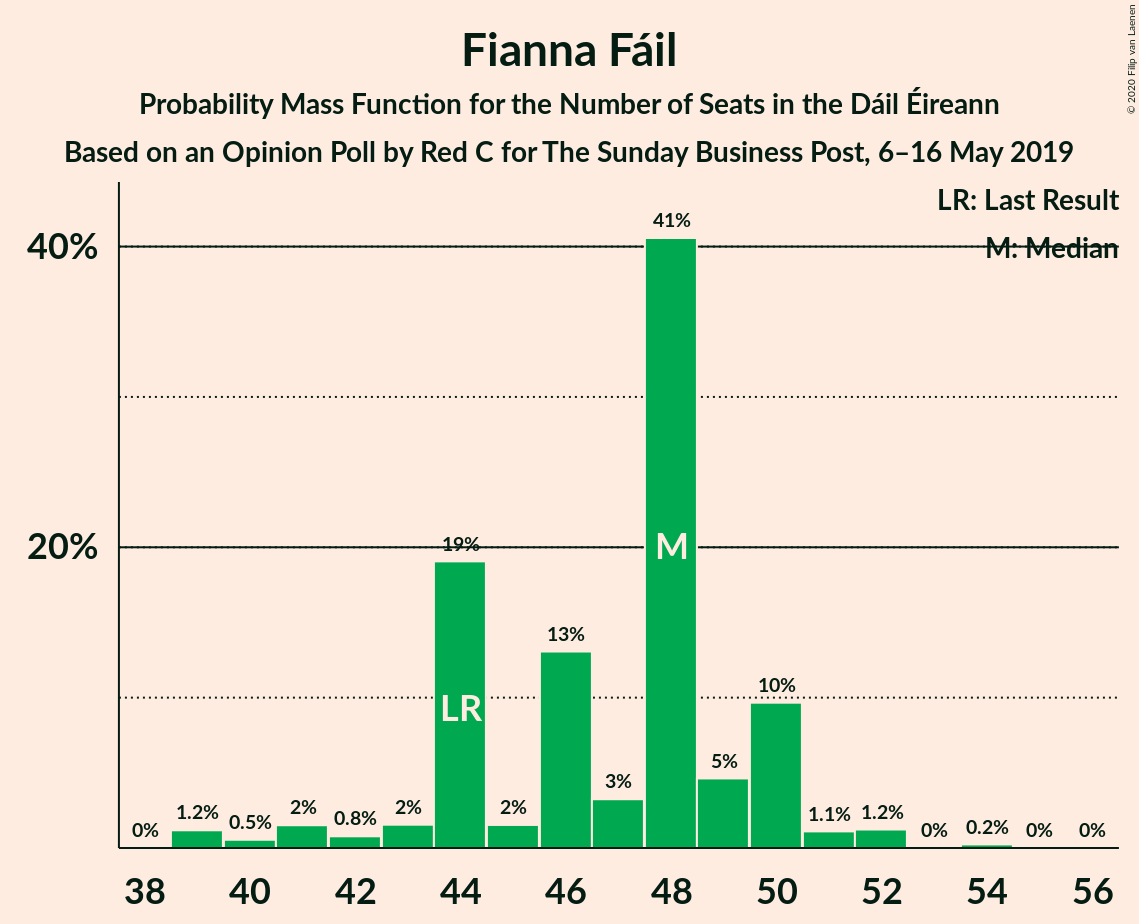 Fianna Fáil
Probability Mass Function for the Number of Seats in the Dáil Éireann
Based on an Opinion Poll by Red C for The Sunday Business Post, 6–16 May 2019
© 2020 Filip van Laenen
LR: Last Result
M: Median
40%
20%
0%
1.2%
0.5%
2%
0.8%
2%
19%
2%
13%
3%
41%
5%
10%
1.1%
1.2%
0%
0.2%
0%
0%
LR
M
38 40 42 44 46 48 50 52 54 56